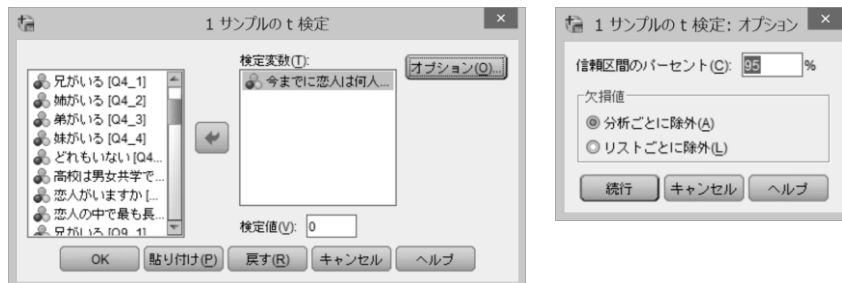 1 サンプルの t 検定
兄がいる [Q4_1]
姉がいる [Q4_2]
弟がいる [Q4_3]
妹がいる [Q4_4]
どれもいない [Q4...
高校は男女共学で...
恋人がいますか [...
恋人の中で最も長...
兄がいる [Q9_1]
検定変数(T):
今までに恋人は何人...
オプション(O)...
検定値(V): 0
OK 貼り付け(P) 戻す(R) キャンセル ヘルプ
1 サンプルの t 検定: オプション
信頼区間のパーセント(C): 95 %
欠損値
分析ごとに除外(A)
リストごとに除外(L)
続行 キャンセル ヘルプ